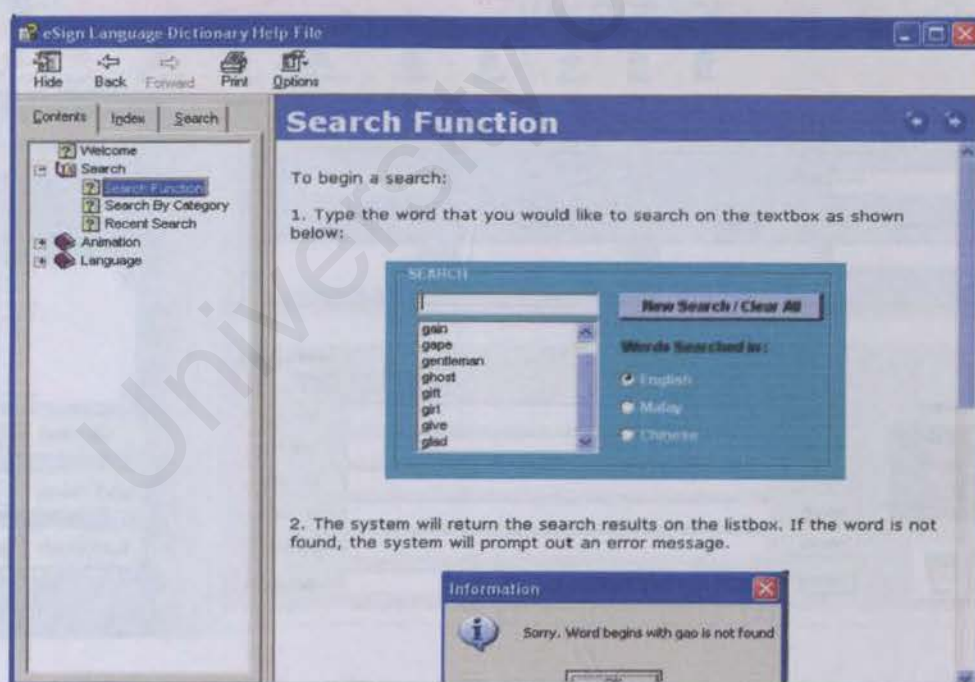 eSign Language Dictionary Help File
Hide Back Forward Print Options
Contents Index Search
Welcome
Search
Search Function
Search By Category
Recent Search
Animation
Language
Search Function
To begin a search:
1. Type the word that you would like to search on the textbox as shown
below:
SEARCH
New Search / Clear All
gain
gape
gentleman
ghost
gift
girl
give
glad
Words Searched in:
English
Malay
Chinese
2. The system will return the search results on the listbox. If the word is not
found, the system will prompt out an error message.
Information
Sorry. Word begins with gao is not found
University of